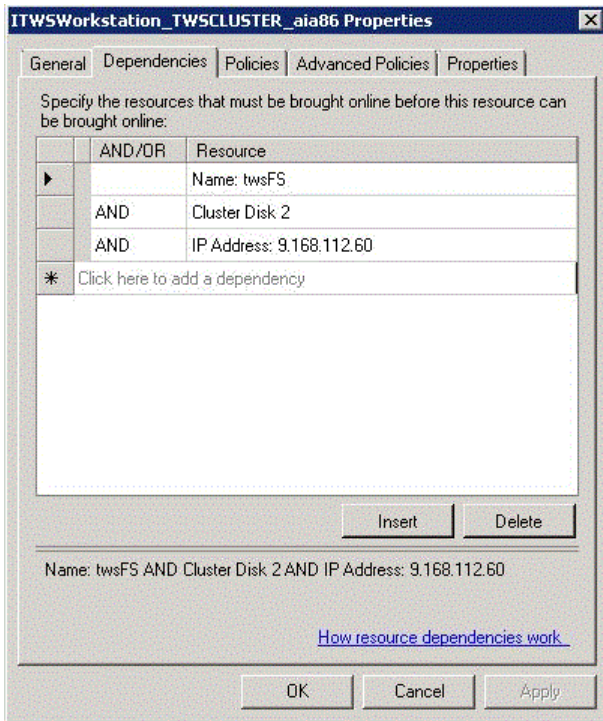 ITWSWorkstation_TWSCLUSTER_aia86 Properties
General Dependencies Policies Advanced Policies Properties
Specify the resources that must be brought online before this resource can
be brought online:
AND/OR Resource
Name: twsFS
AND Cluster Disk 2
AND IP Address: 9.168.112.60
Click here to add a dependency
Insert Delete
Name: twsFS AND Cluster Disk 2 AND IP Address: 9.168.112.60
How resource dependencies work
OK Cancel Apply